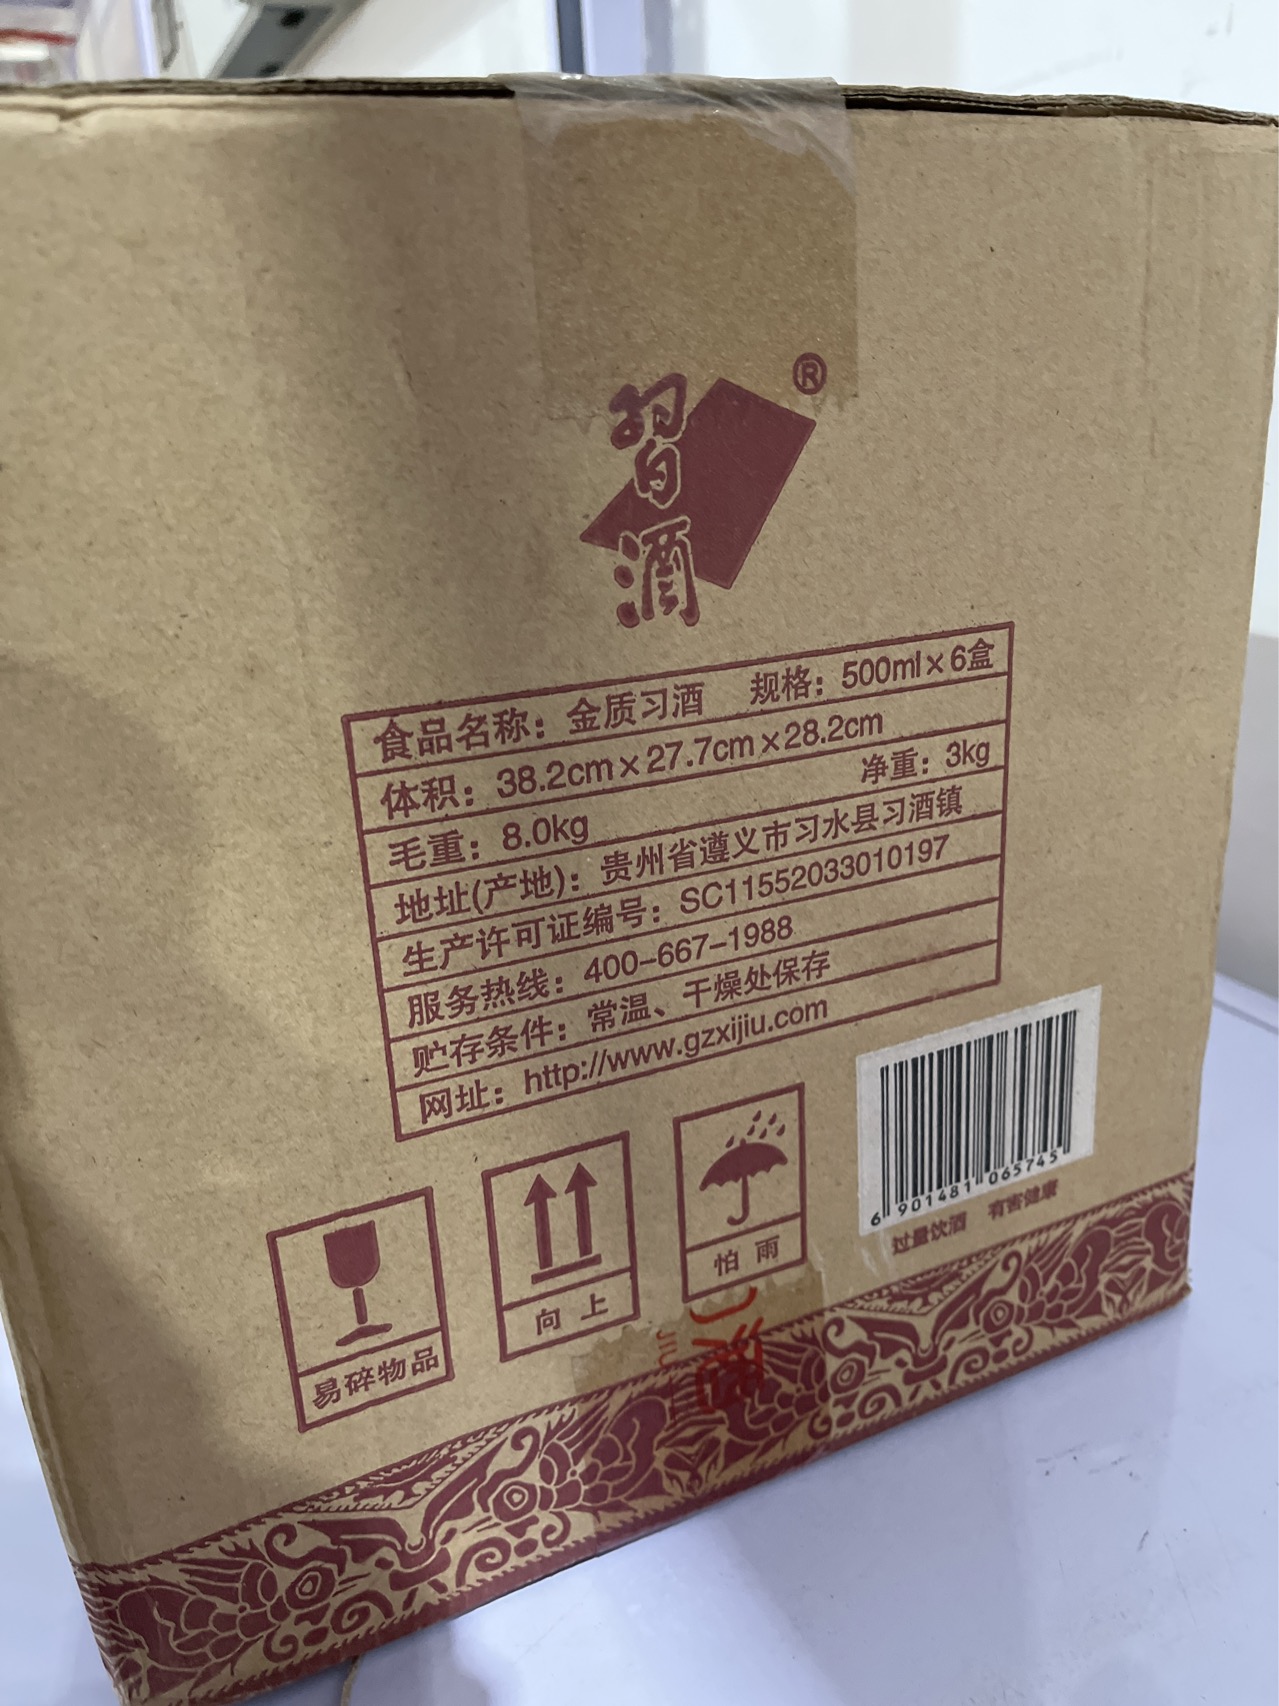 習酒®
食品名称：金质习酒 规格：500ml×6盒
体积：38.2cm×27.7cm×28.2cm
毛重：8.0kg 净重：3kg
地址(产地)：贵州省遵义市习水县习酒镇
生产许可证编号：SC11552033010197
服务热线：400-667-1988
贮存条件：常温、干燥处保存
网址：http://www.gzxijiu.com
易碎物品
向上
怕雨
6 901481 065745
过量饮酒 有害健康
酒
JIU